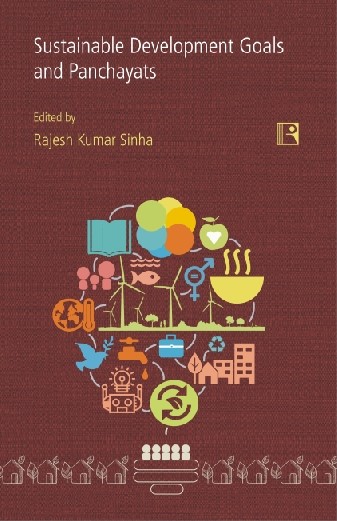 Sustainable Development Goals
and Panchayats
Edited by
Rajesh Kumar Sinha